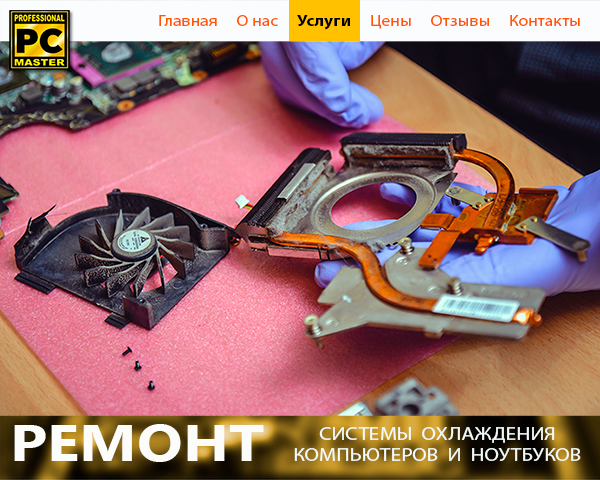 PROFESSIONAL
PC
MASTER
Главная О нас Услуги Цены Отзывы Контакты
РЕМОНТ
СИСТЕМЫ ОХЛАЖДЕНИЯ
КОМПЬЮТЕРОВ И НОУТБУКОВ